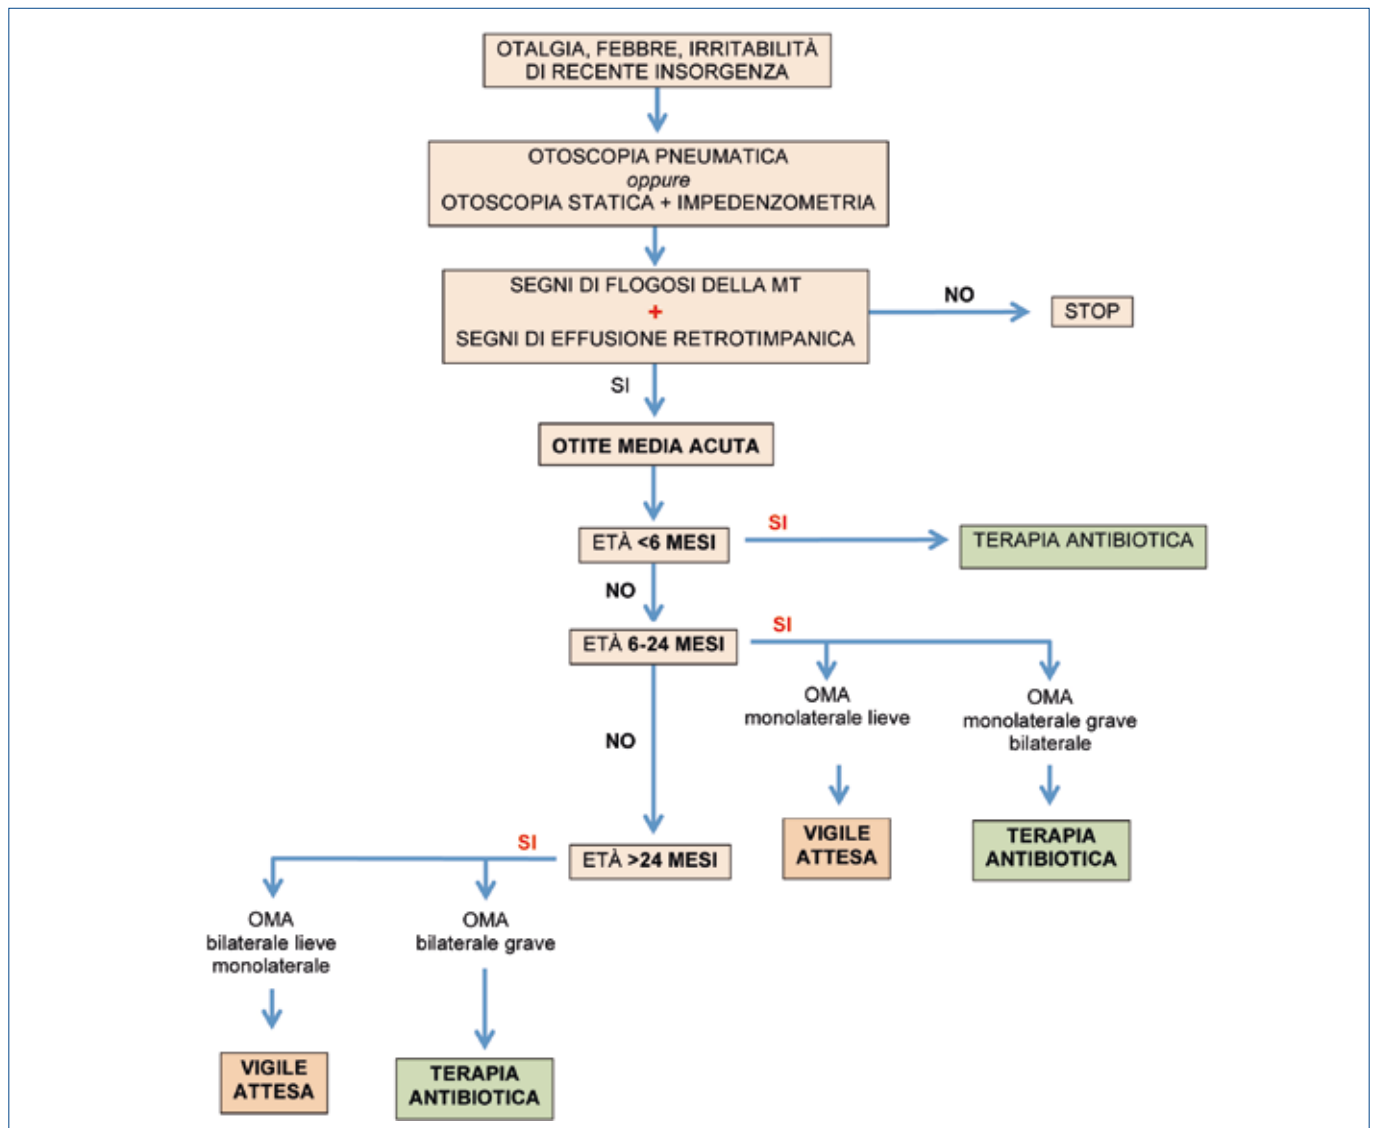 OTALGIA, FEBBRE, IRRITABILITÀ
DI RECENTE INSORGENZA
OTOSCOPIA PNEUMATICA
oppure
OTOSCOPIA STATICA + IMPEDENZOMETRIA
SEGNI DI FLOGOSI DELLA MT
+
SEGNI DI EFFUSIONE RETROTIMPANICA
NO
STOP
SI
OTITE MEDIA ACUTA
ETÀ <6 MESI
SI
TERAPIA ANTIBIOTICA
NO
ETÀ 6-24 MESI
SI
OMA
monolaterale lieve
OMA
monolaterale grave
bilaterale
VIGILE
ATTESA
TERAPIA
ANTIBIOTICA
NO
ETÀ >24 MESI
SI
OMA
bilaterale lieve
monolaterale
OMA
bilaterale grave
VIGILE
ATTESA
TERAPIA
ANTIBIOTICA